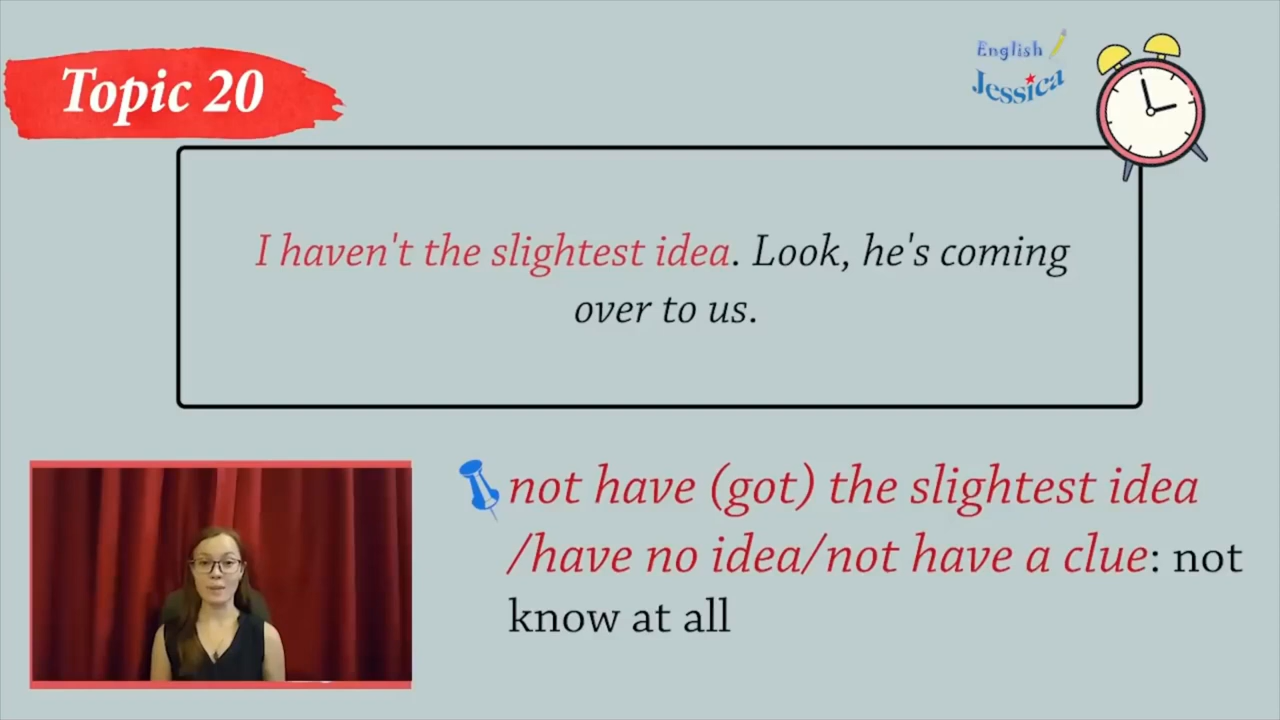 Topic 20
English
Jessica
I haven't the slightest idea. Look, he's coming
over to us.
not have (got) the slightest idea
/have no idea/not have a clue: not
know at all